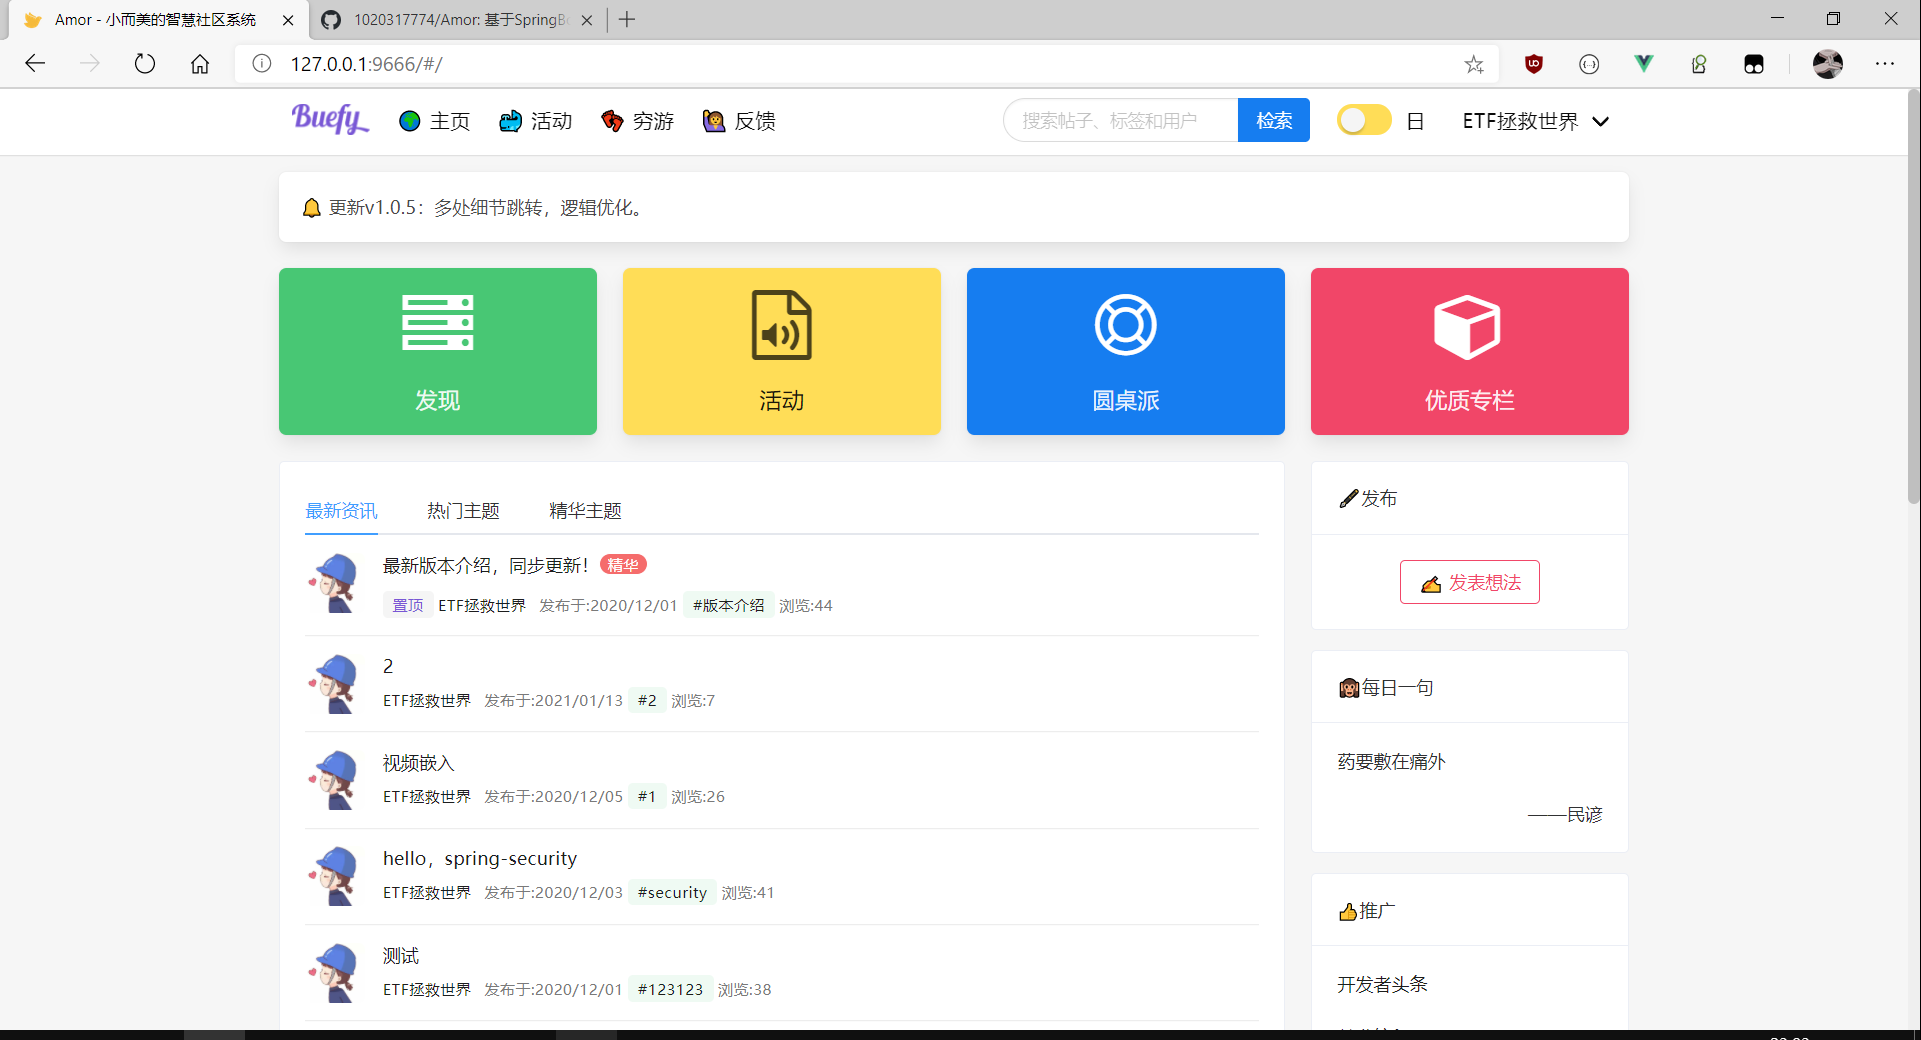 Amor - 小而美的智慧社区系统
1020317774/Amor: 基于SpringB
127.0.0.1:9666/#/
Buefy
主页
活动
穷游
反馈
搜索帖子、标签和用户
检索
日
ETF拯救世界
更新v1.0.5：多处细节跳转，逻辑优化。
发现
活动
圆桌派
优质专栏
最新资讯
热门主题
精华主题
最新版本介绍，同步更新！ 精华
置顶 ETF拯救世界 发布于:2020/12/01 #版本介绍 浏览:44
2
ETF拯救世界 发布于:2021/01/13 #2 浏览:7
视频嵌入
ETF拯救世界 发布于:2020/12/05 #1 浏览:26
hello，spring-security
ETF拯救世界 发布于:2020/12/03 #security 浏览:41
测试
ETF拯救世界 发布于:2020/12/01 #123123 浏览:38
发布
发表想法
每日一句
药要敷在痛外
——民谚
推广
开发者头条